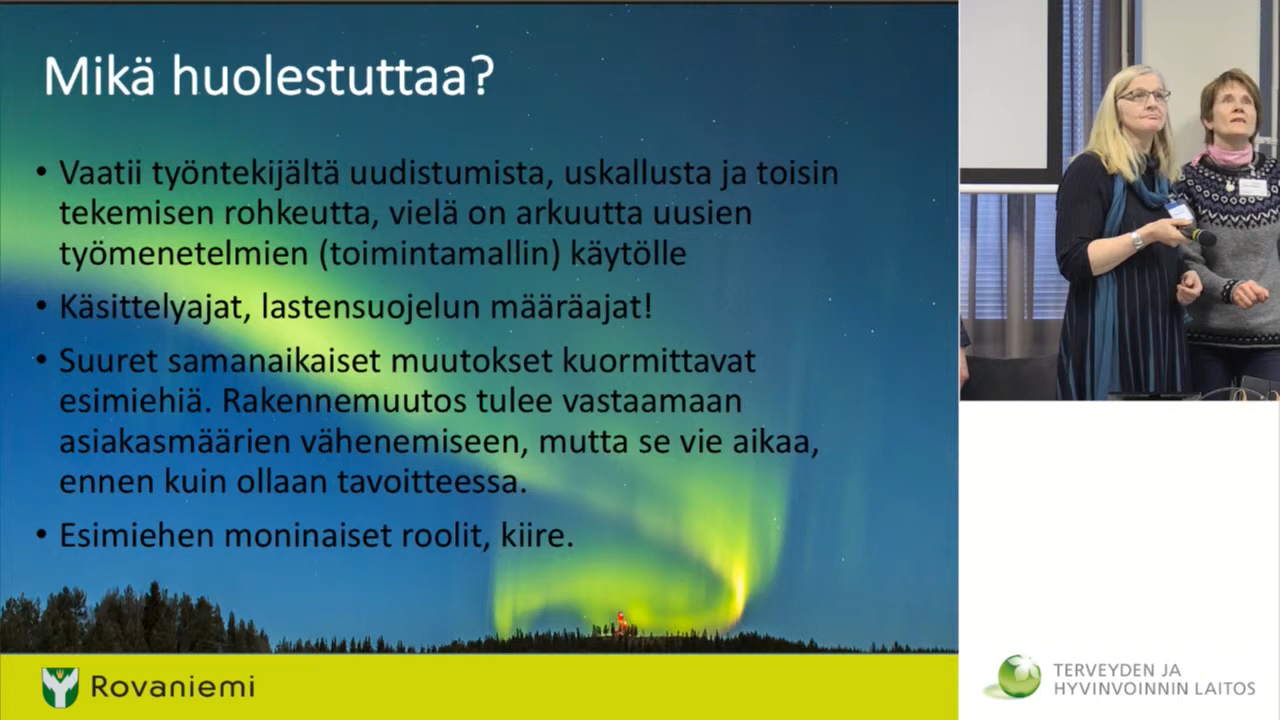 Mikä huolestuttaa?
• Vaatii työntekijältä uudistumista, uskallusta ja toisin
tekemisen rohkeutta, vielä on arkuutta uusien
työmenetelmien (toimintamallin) käytölle
• Käsittelyajat, lastensuojelun määräajat!
• Suuret samanaikaiset muutokset kuormittavat
esimiehiä. Rakennemuutos tulee vastaamaan
asiakasmäärien vähenemiseen, mutta se vie aikaa,
ennen kuin ollaan tavoitteessa.
• Esimiehen moninaiset roolit, kiire.
Rovaniemi
TERVEYDEN JA
HYVINVOINNIN LAITOS